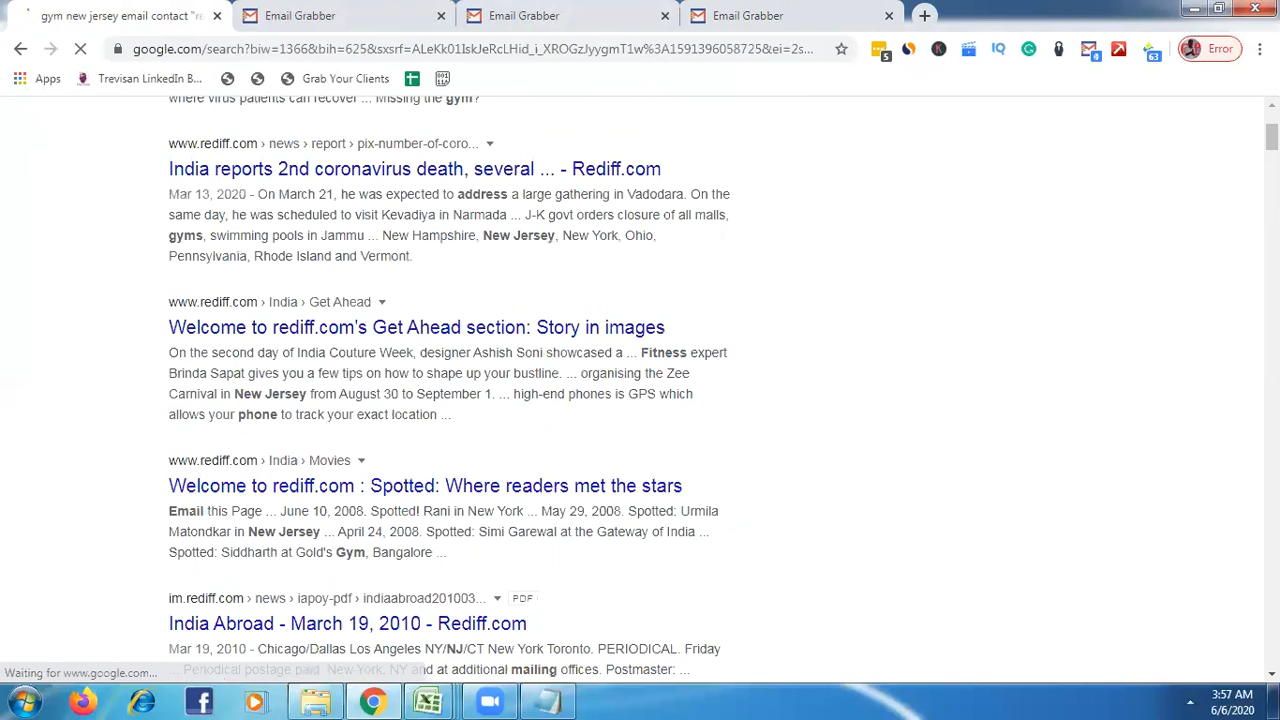 gym new jersey email contact "re
Email Grabber
Email Grabber
Email Grabber
google.com/search?biw=1366&bih=625&sxsrf=ALeKk01IskJeRcLHid_i_XROGzJyygmT1w%3A1591396058725&ei=2s...
5
IQ
4
63
Error
Apps
Trevisan LinkedIn B...
Grab Your Clients
where virus patients can recover ... Missing the gym?
www.rediff.com › news › report › pix-number-of-coro...
India reports 2nd coronavirus death, several ... - Rediff.com
Mar 13, 2020 - On March 21, he was expected to address a large gathering in Vadodara. On the
same day, he was scheduled to visit Kevadiya in Narmada ... J-K govt orders closure of all malls,
gyms, swimming pools in Jammu ... New Hampshire, New Jersey, New York, Ohio,
Pennsylvania, Rhode Island and Vermont.
www.rediff.com › India › Get Ahead
Welcome to rediff.com's Get Ahead section: Story in images
On the second day of India Couture Week, designer Ashish Soni showcased a ... Fitness expert
Brinda Sapat gives you a few tips on how to shape up your bustline. ... organising the Zee
Carnival in New Jersey from August 30 to September 1. ... high-end phones is GPS which
allows your phone to track your exact location ...
www.rediff.com › India › Movies
Welcome to rediff.com : Spotted: Where readers met the stars
Email this Page ... June 10, 2008. Spotted! Rani in New York ... May 29, 2008. Spotted: Urmila
Matondkar in New Jersey ... April 24, 2008. Spotted: Simi Garewal at the Gateway of India ...
Spotted: Siddharth at Gold's Gym, Bangalore ...
im.rediff.com › news › iapoy-pdf › indiaabroad201003...
PDF
India Abroad - March 19, 2010 - Rediff.com
Mar 19, 2010 - Chicago/Dallas Los Angeles NY/NJ/CT New York Toronto. PERIODICAL. Friday
... Periodical postage paid. New York, NY and at additional mailing offices. Postmaster: ...
Waiting for www.google.com...
3:57 AM
6/6/2020